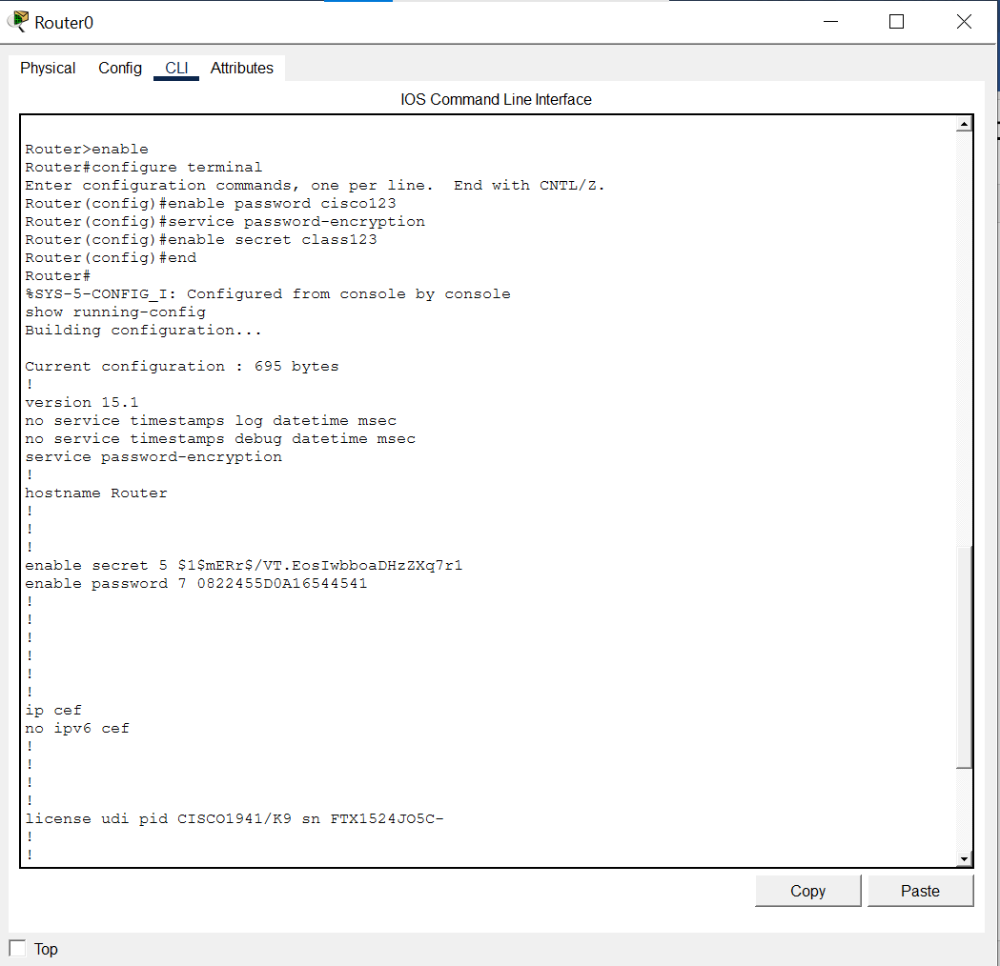 Router0
Physical Config CLI Attributes
IOS Command Line Interface
Router>enable
Router#configure terminal
Enter configuration commands, one per line.  End with CNTL/Z.
Router(config)#enable password cisco123
Router(config)#service password-encryption
Router(config)#enable secret class123
Router(config)#end
Router#
%SYS-5-CONFIG_I: Configured from console by console
show running-config
Building configuration...
Current configuration : 695 bytes
!
version 15.1
no service timestamps log datetime msec
no service timestamps debug datetime msec
service password-encryption
!
hostname Router
!
!
!
enable secret 5 $1$mERr$/VT.EosIwbboaDHzZXq7r1
enable password 7 0822455D0A16544541
!
!
!
!
!
!
ip cef
no ipv6 cef
!
!
!
!
license udi pid CISCO1941/K9 sn FTX1524JO5C-
!
!
Copy Paste
Top